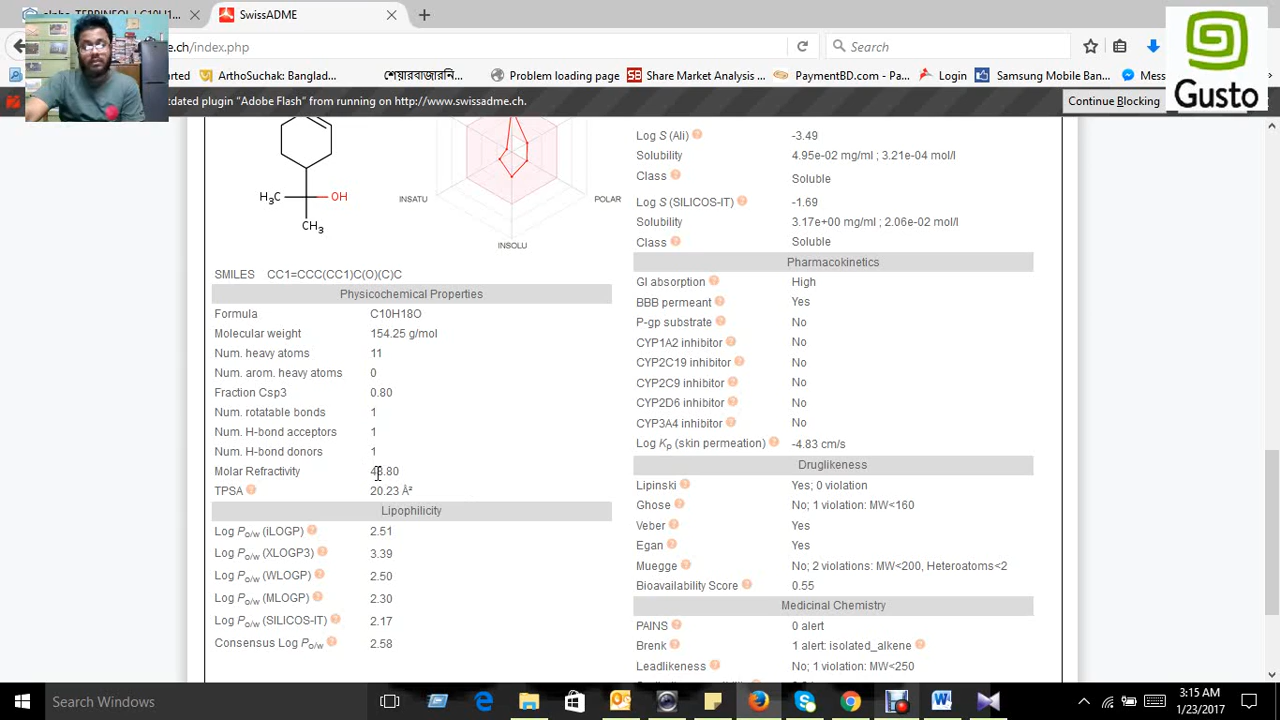 SwissADME
.ch/index.php
Search
ArthoSuchak: Banglad...
শেয়ারবাজারনি...
Problem loading page
SB Share Market Analysis ...
PaymentBD.com - Pay...
Login
Samsung Mobile Band...
dated plugin “Adobe Flash” from running on http://www.swissadme.ch.
Continue Blocking
Gusto
H₃C
OH
CH₃
INSATU
POLAR
INSOLU
SMILES CC1=CCC(CC1)C(O)(C)C
Physicochemical Properties
Formula C10H18O
Molecular weight 154.25 g/mol
Num. heavy atoms 11
Num. arom. heavy atoms 0
Fraction Csp3 0.80
Num. rotatable bonds 1
Num. H-bond acceptors 1
Num. H-bond donors 1
Molar Refractivity
TPSA 20.23 Å²
Lipophilicity
Log Po/w (iLOGP) 2.51
Log Po/w (XLOGP3) 3.39
Log Po/w (WLOGP) 2.50
Log Po/w (MLOGP) 2.30
Log Po/w (SILICOS-IT) 2.17
Consensus Log Po/w 2.58
Log S (Ali) -3.49
Solubility 4.95e-02 mg/ml ; 3.21e-04 mol/l
Class Soluble
Log S (SILICOS-IT) -1.69
Solubility 3.17e+00 mg/ml ; 2.06e-02 mol/l
Class Soluble
Pharmacokinetics
GI absorption High
BBB permeant Yes
P-gp substrate No
CYP1A2 inhibitor No
CYP2C19 inhibitor No
CYP2C9 inhibitor No
CYP2D6 inhibitor No
CYP3A4 inhibitor No
Log Kp (skin permeation) -4.83 cm/s
Druglikeness
Lipinski Yes; 0 violation
Ghose No; 1 violation: MW<160
Veber Yes
Egan Yes
Muegge No; 2 violations: MW<200, Heteroatoms<2
Bioavailability Score 0.55
Medicinal Chemistry
PAINS 0 alert
Brenk 1 alert: isolated_alkene
Leadlikeness No; 1 violation: MW<250
Search Windows
3:15 AM
1/23/2017